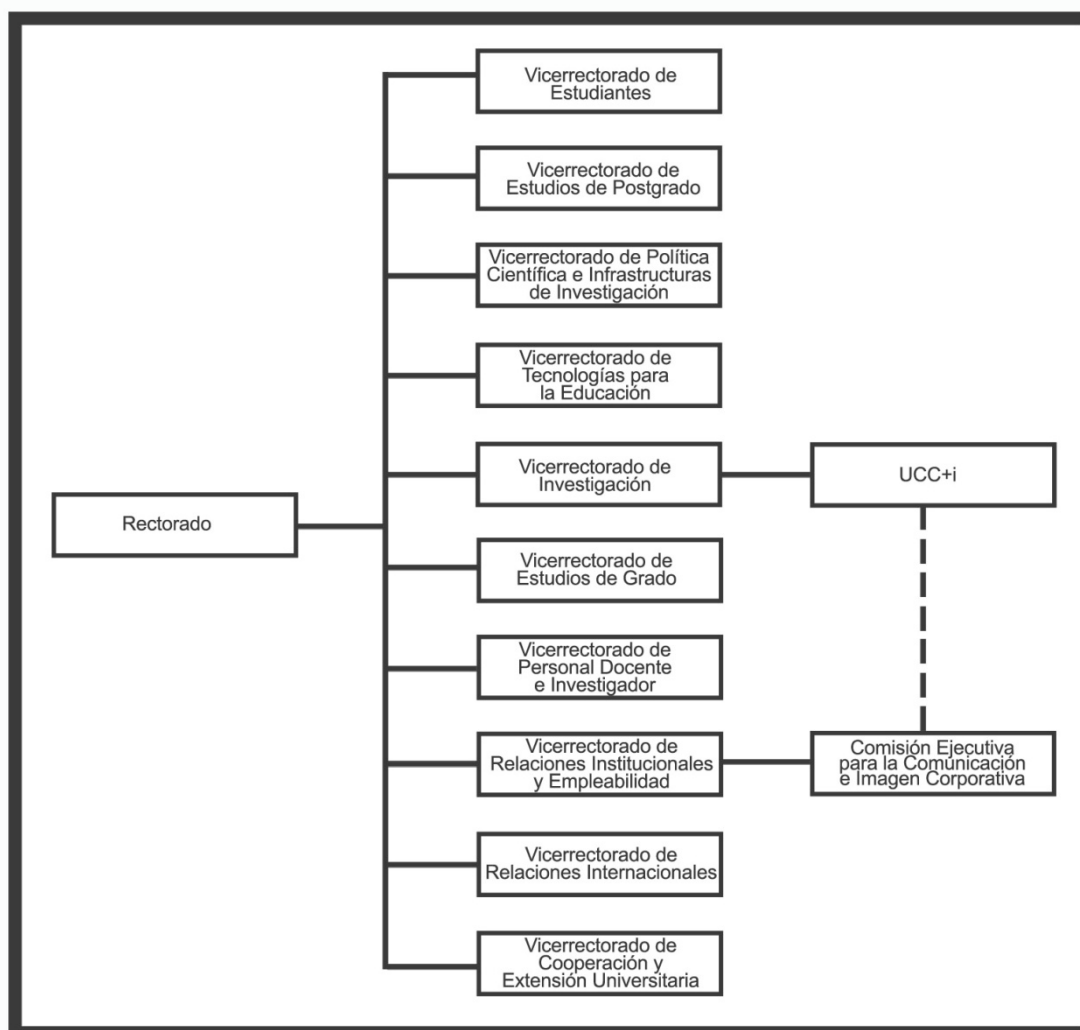 Vicerrectorado de
Estudiantes
Vicerrectorado de
Estudios de Postgrado
Vicerrectorado de Política
Científica e Infrastructuras
de Investigación
Vicerrectorado de
Tecnologías para
la Educación
Vicerrectorado de
Investigación
UCC+i
Rectorado
Vicerrectorado de
Estudios de Grado
Vicerrectorado de
Personal Docente
e Investigador
Vicerrectorado de
Relaciones Institucionales
y Empleabilidad
Comisión Ejecutiva
para la Comunicación
e Imagen Corporativa
Vicerrectorado de
Relaciones Internacionales
Vicerrectorado de
Cooperación y
Extensión Universitaria